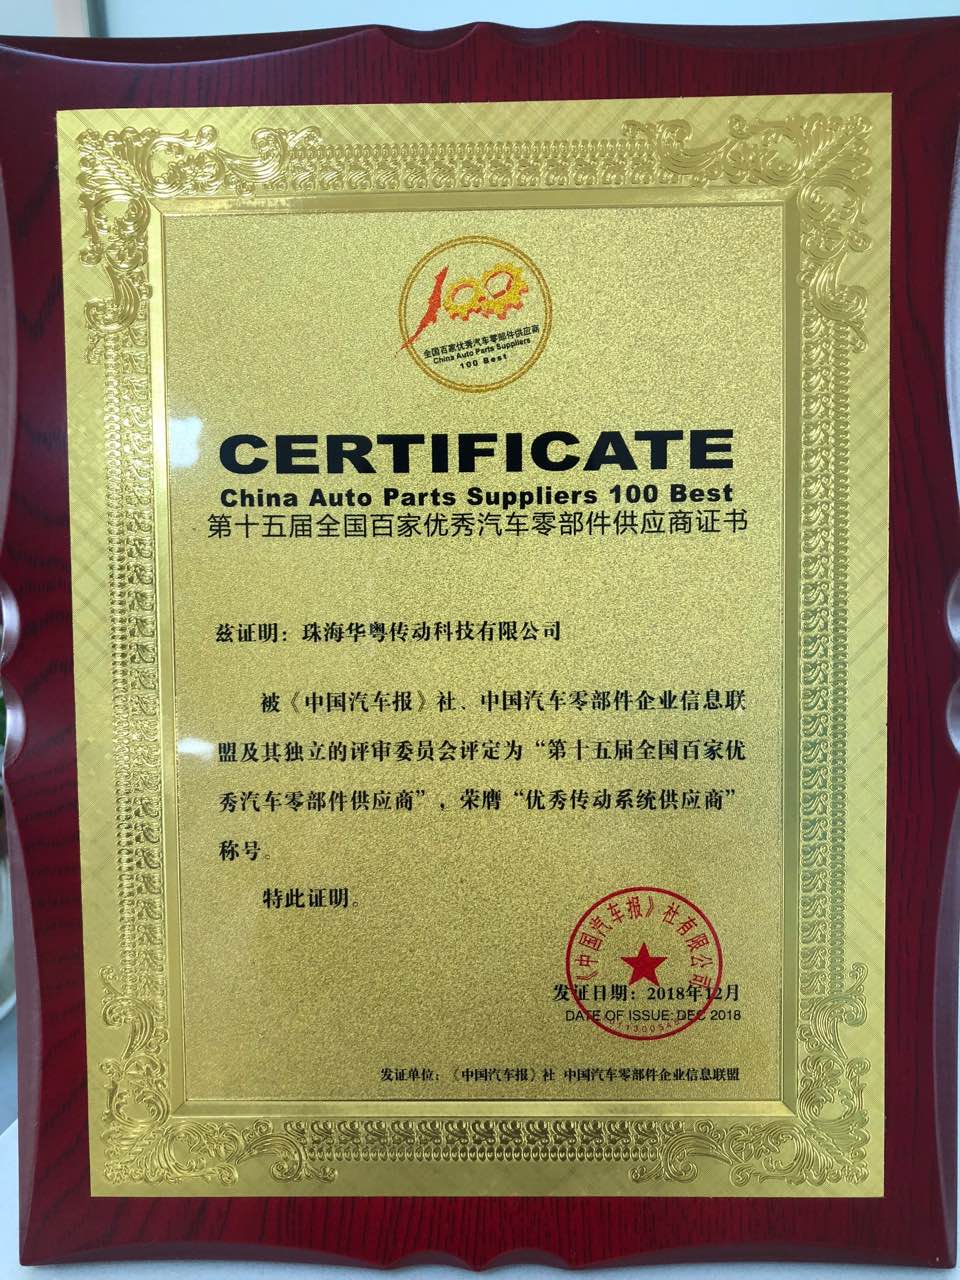 100
全国百家优秀汽车零部件供应商
China Auto Parts Suppliers
100 Best
CERTIFICATE
China Auto Parts Suppliers 100 Best
第十五届全国百家优秀汽车零部件供应商证书
兹证明：珠海华粤传动科技有限公司
被《中国汽车报》社、中国汽车零部件企业信息联
盟及其独立的评审委员会评定为“第十五届全国百家优
秀汽车零部件供应商”，荣膺“优秀传动系统供应商”
称号。
特此证明。
《中国汽车报》社有限公司
发证日期：2018年12月
DATE OF ISSUE: DEC 2018
发证单位：《中国汽车报》社 中国汽车零部件企业信息联盟